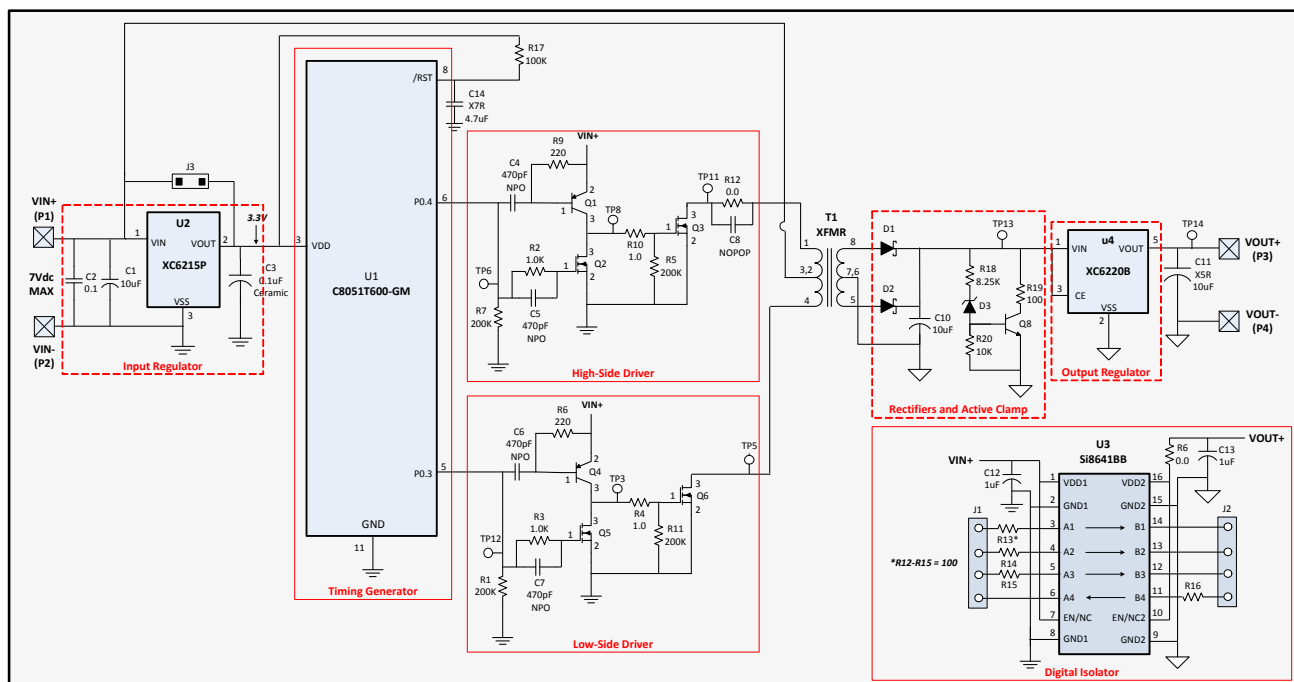 R17
100K
8
/RST
C14
X7R
4.7uF
J3
VIN+
(P1)
3.3V
U2
1
VIN
VOUT
2
XC6215P
VSS
3
7Vdc
MAX
C2
0.1
C1
10uF
C3
0.1uF
Ceramic
VIN-
(P2)
Input Regulator
3
VDD
U1
C8051T600-GM
P0.4
6
P0.3
5
GND
11
Timing Generator
VIN+
R9
220
C4
470pF
NPO
2
Q1
1
3
TP8
R10
1.0
TP11
R12
0.0
3
Q3
1
2
C8
NOPOP
R5
200K
R2
1.0K
3
1
Q2
2
TP6
C5
470pF
NPO
R7
200K
High-Side Driver
VIN+
R6
220
C6
470pF
NPO
2
Q4
1
3
TP3
R4
1.0
TP5
3
1
Q6
2
R11
200K
R3
1.0K
3
1
Q5
2
TP12
C7
470pF
NPO
R1
200K
Low-Side Driver
T1
XFMR
1
3,2
4
8
7,6
5
D1
D2
C10
10uF
TP13
R18
8.25K
D3
R19
100
Q8
R20
10K
Rectifiers and Active Clamp
u4
1
VIN
VOUT
5
XC6220B
3
CE
VSS
2
Output Regulator
TP14
C11
X5R
10uF
VOUT+
(P3)
VOUT-
(P4)
U3
Si8641BB
VIN+
C12
1uF
R6
0.0
C13
1uF
VOUT+
1
VDD1
VDD2
16
2
GND1
GND2
15
J1
3
A1
B1
14
J2
R13*
4
A2
B2
13
R14
5
A3
B3
12
R15
6
A4
B4
11
R16
7
EN/NC
EN/NC2
10
8
GND1
GND2
9
*R12-R15 = 100
Digital Isolator